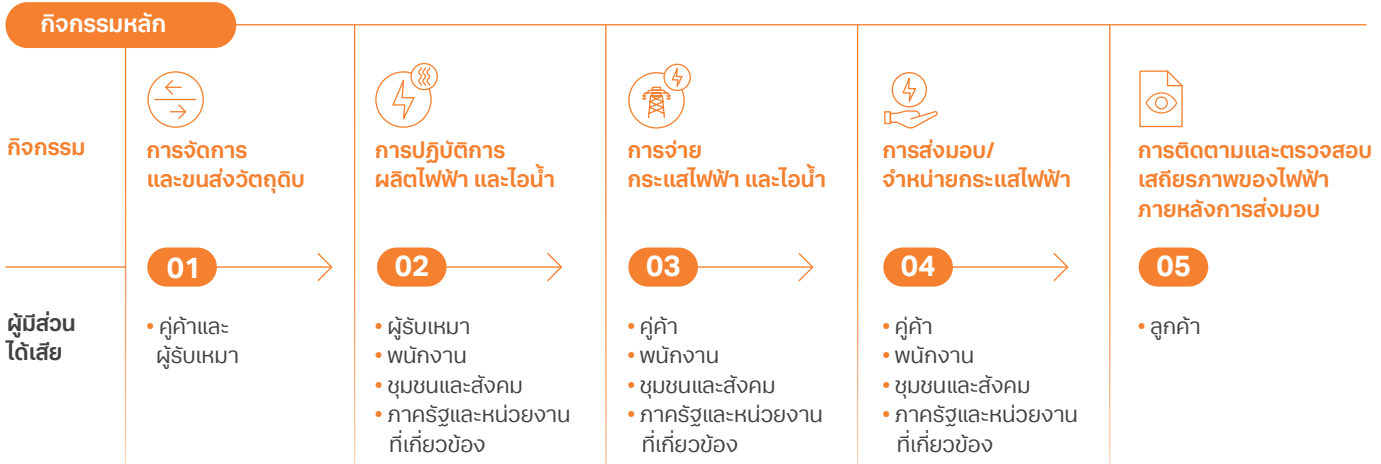 กิจกรรมหลัก
กิจกรรม
การจัดการ
และขนส่งวัตถุดิบ
การปฏิบัติการ
ผลิตไฟฟ้า และไอน้ำ
การจ่าย
กระแสไฟฟ้า และไอน้ำ
การส่งมอบ/
จำหน่ายกระแสไฟฟ้า
การติดตามและตรวจสอบ
เสถียรภาพของไฟฟ้า
ภายหลังการส่งมอบ
01
02
03
04
05
ผู้มีส่วน
ได้เสีย
• คู่ค้าและ
ผู้รับเหมา
• ผู้รับเหมา
• พนักงาน
• ชุมชนและสังคม
• ภาครัฐและหน่วยงาน
ที่เกี่ยวข้อง
• คู่ค้า
• พนักงาน
• ชุมชนและสังคม
• ภาครัฐและหน่วยงาน
ที่เกี่ยวข้อง
• คู่ค้า
• พนักงาน
• ชุมชนและสังคม
• ภาครัฐและหน่วยงาน
ที่เกี่ยวข้อง
• ลูกค้า